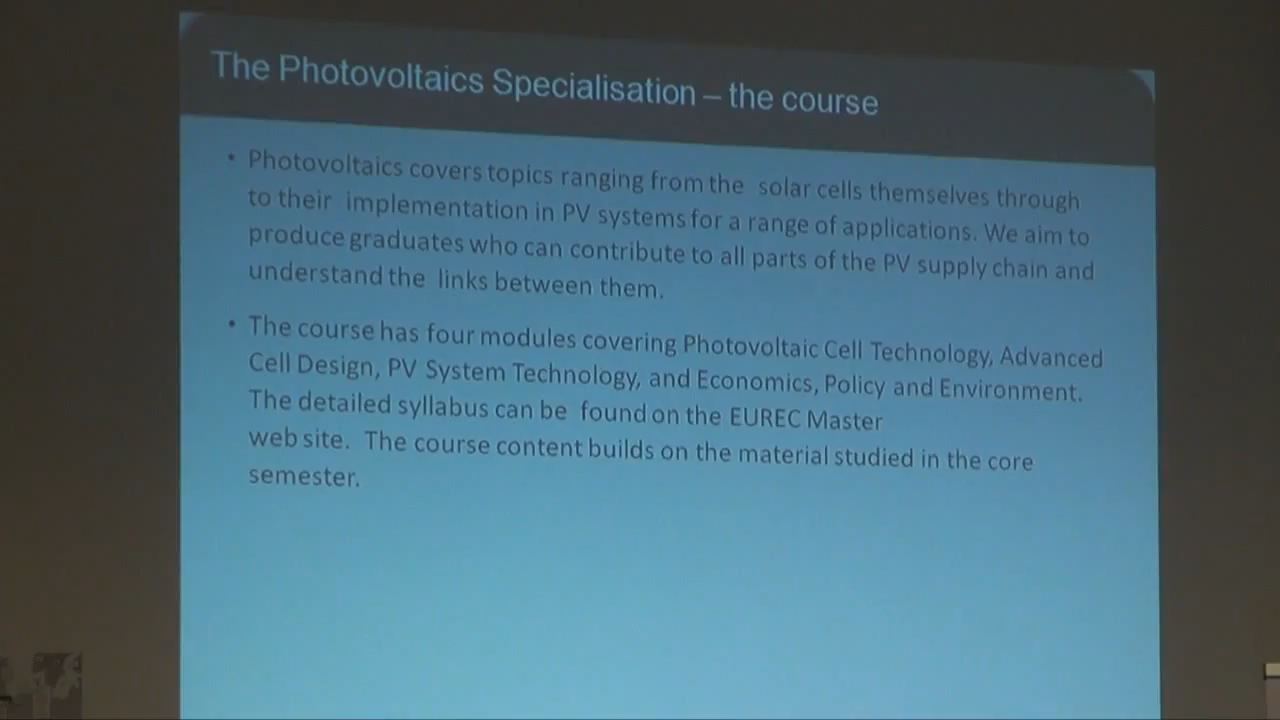 The Photovoltaics Specialisation – the course
• Photovoltaics covers topics ranging from the solar cells themselves through
to their implementation in PV systems for a range of applications. We aim to
produce graduates who can contribute to all parts of the PV supply chain and
understand the links between them.
• The course has four modules covering Photovoltaic Cell Technology, Advanced
Cell Design, PV System Technology, and Economics, Policy and Environment.
The detailed syllabus can be found on the EUREC Master
web site. The course content builds on the material studied in the core
semester.